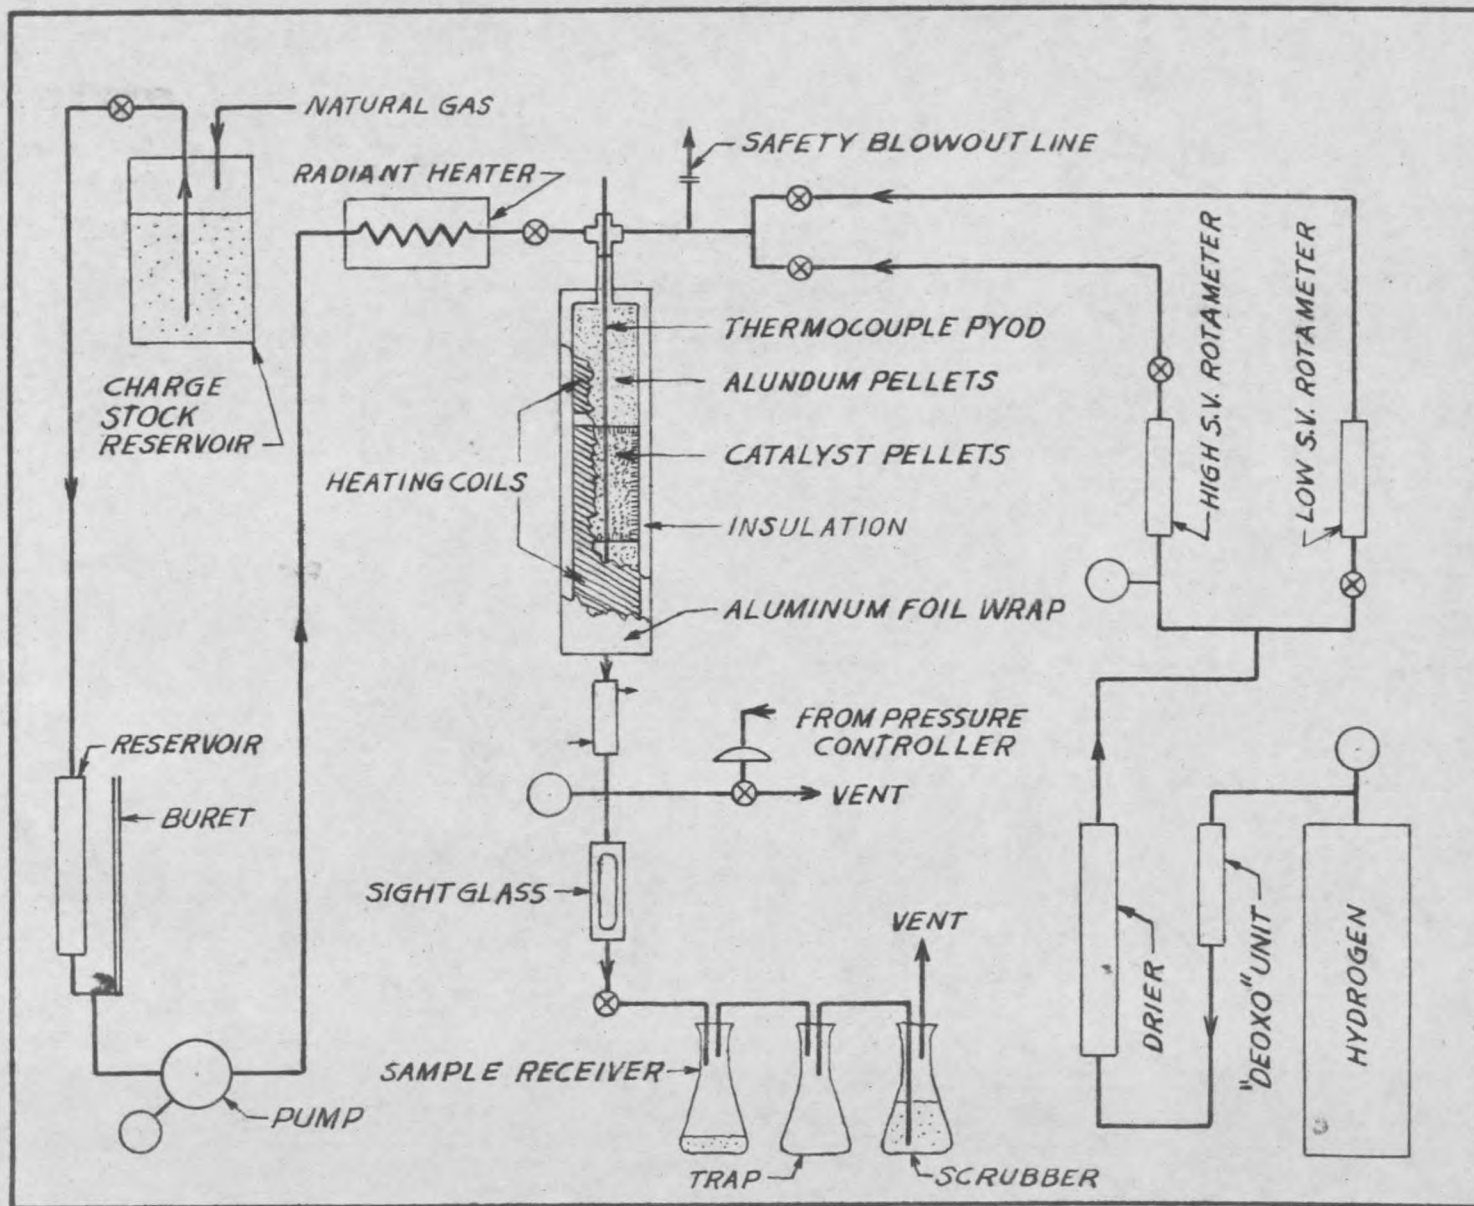 NATURAL GAS
SAFETY BLOWOUT LINE
RADIANT HEATER
THERMOCOUPLE PYOD
ALUNDUM PELLETS
CATALYST PELLETS
INSULATION
ALUMINUM FOIL WRAP
CHARGE
STOCK
RESERVOIR
HEATING COILS
HIGH S.V. ROTAMETER
LOW S.V. ROTAMETER
FROM PRESSURE
CONTROLLER
VENT
RESERVOIR
BURET
SIGHT GLASS
VENT
DRIER
"DEOXO" UNIT
HYDROGEN
SAMPLE RECEIVER
PUMP
TRAP
SCRUBBER